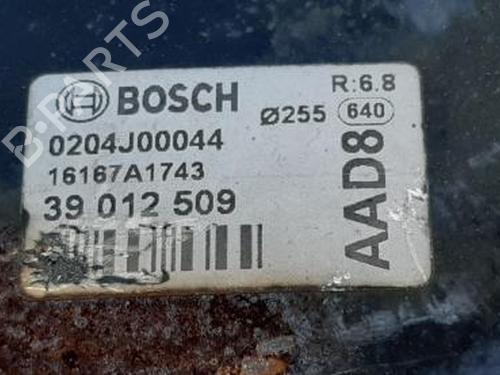 BOSCH
R:6.8
Ø255 640
0204J00044
16167A1743
39 012 509
AAD8
B-PARTS